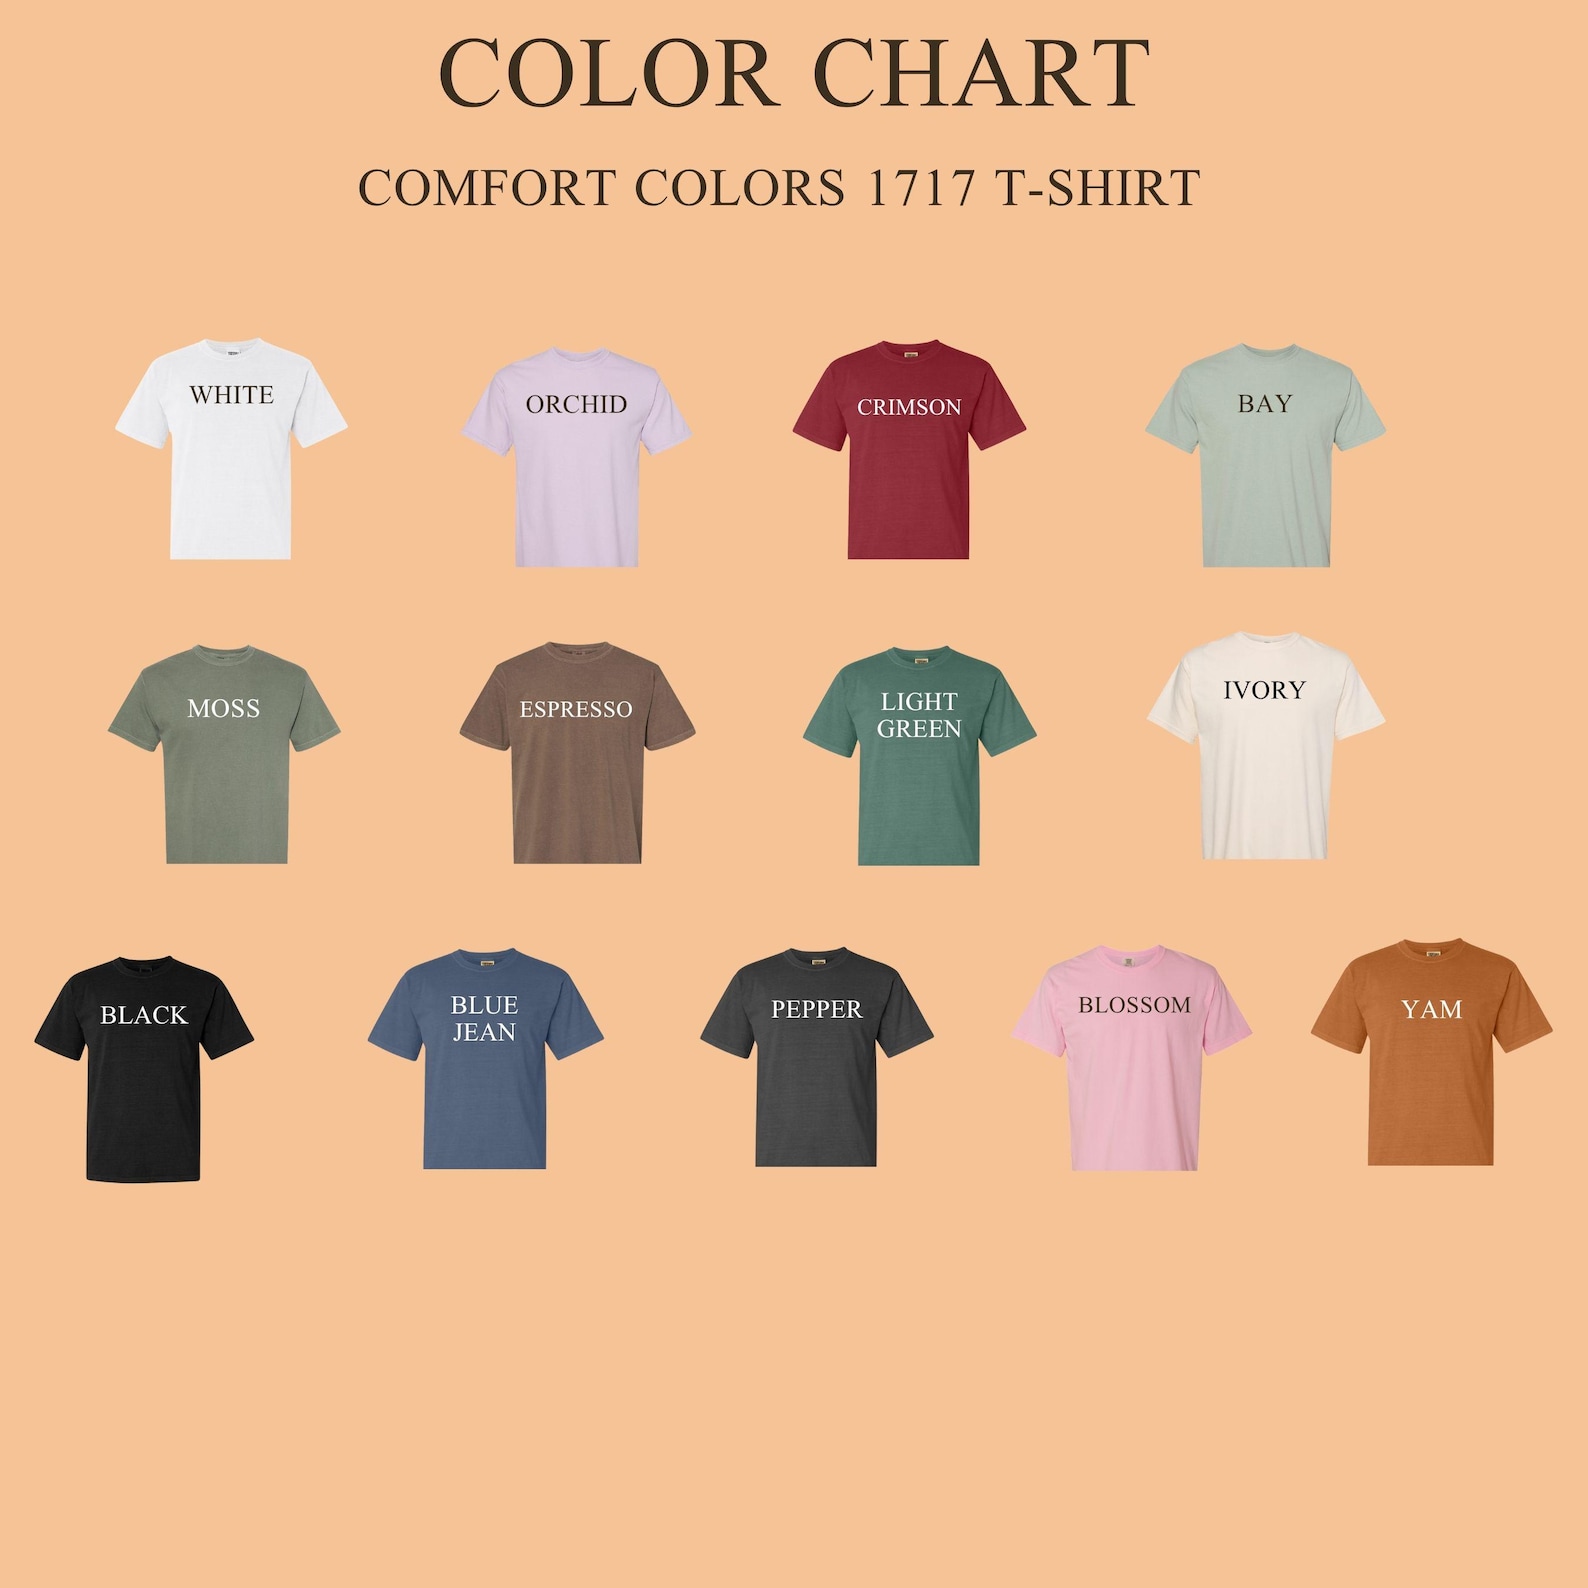 COLOR CHART
COMFORT COLORS 1717 T-SHIRT
WHITE
ORCHID
CRIMSON
BAY
MOSS
ESPRESSO
LIGHT
GREEN
IVORY
BLACK
BLUE
JEAN
PEPPER
BLOSSOM
YAM